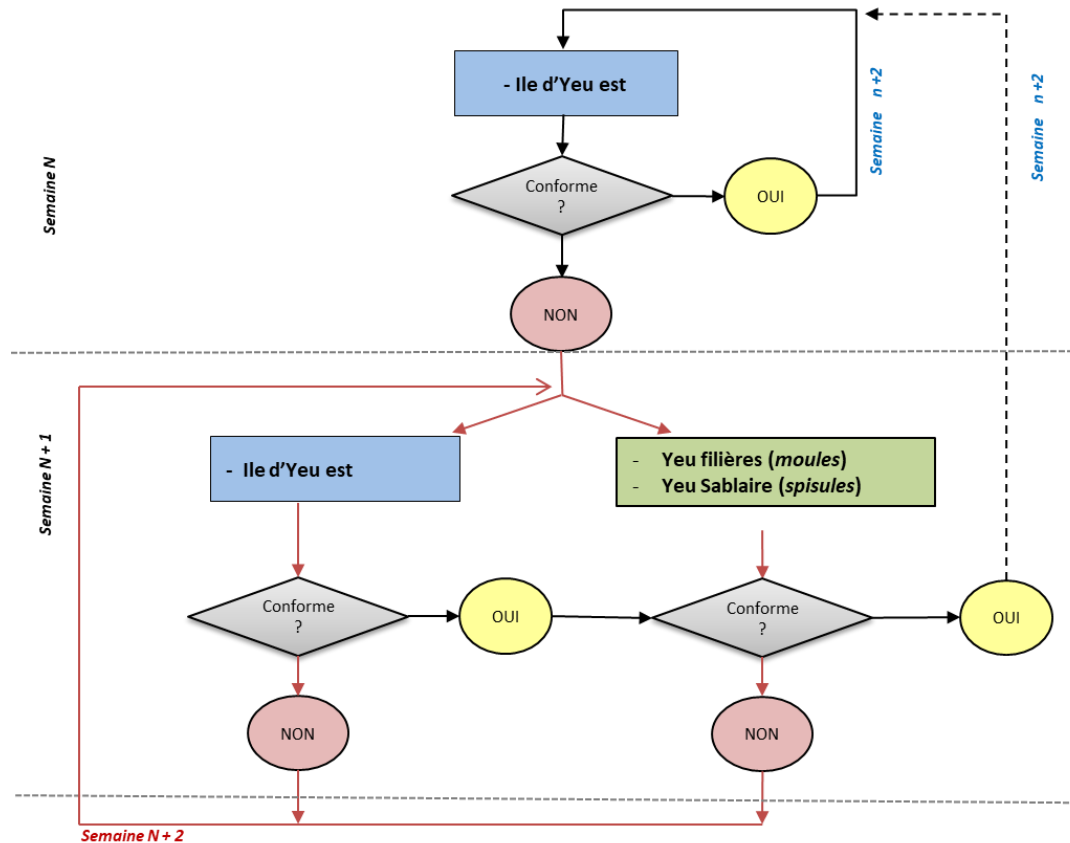 - Ile d'Yeu est
Semaine n +2
Semaine n +2
Semaine N
Conforme
?
OUI
NON
Semaine N + 1
- Ile d'Yeu est
- Yeu filières (moules)
- Yeu Sablaire (spisules)
Conforme
?
OUI
Conforme
?
OUI
NON
NON
Semaine N + 2